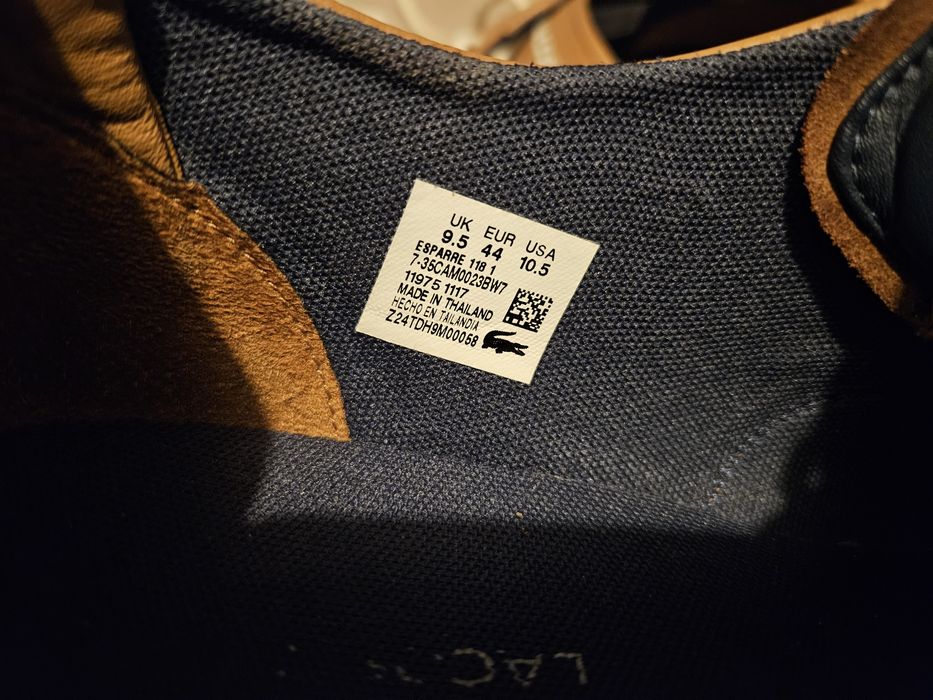 UK EUR USA
9.5 44 10.5
ESPARRE 118 1
7-35CAM0023BW7
11975 1117
MADE IN THAILAND
HECHO EN TAILANDIA
Z24TDH9M00058